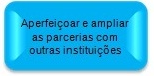 Aperfeiçoar e ampliar
as parcerias com
outras instituições